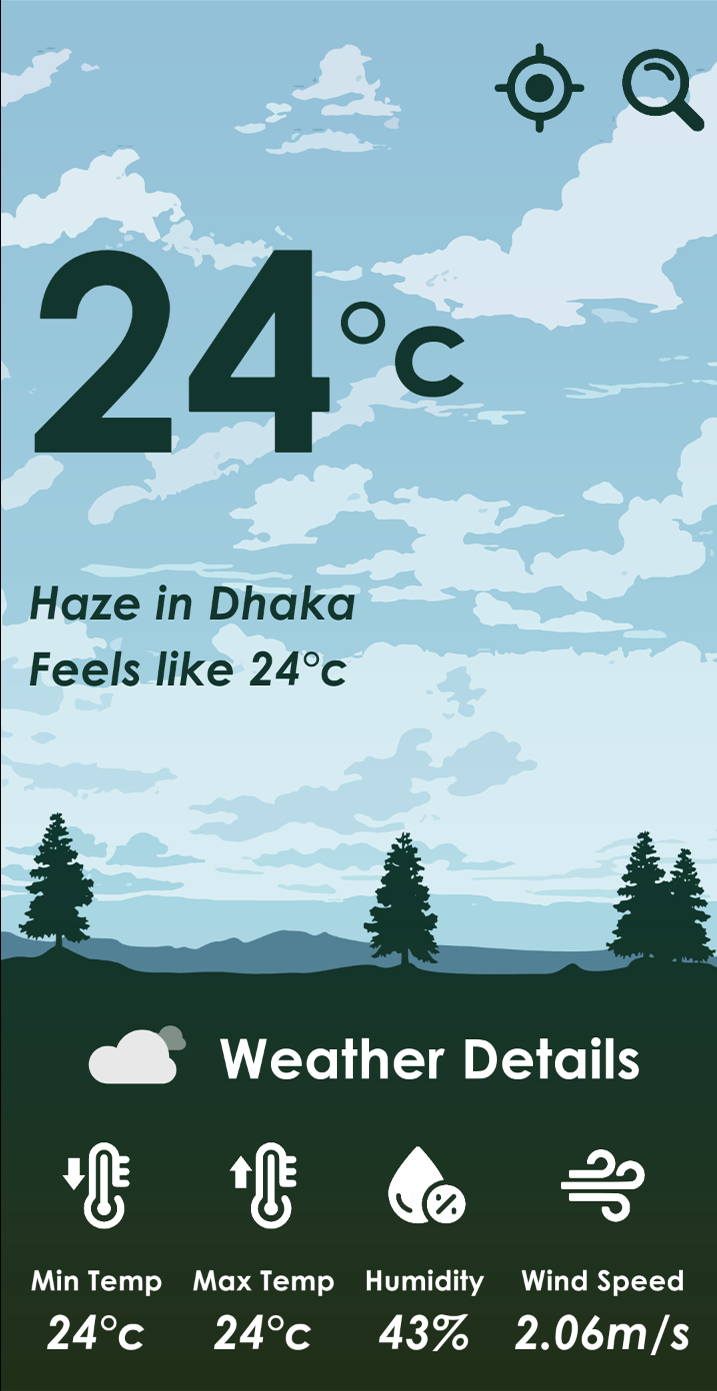 24°c
Haze in Dhaka
Feels like 24°c
Weather Details
Min Temp Max Temp Humidity Wind Speed
24°c 24°c 43% 2.06m/s